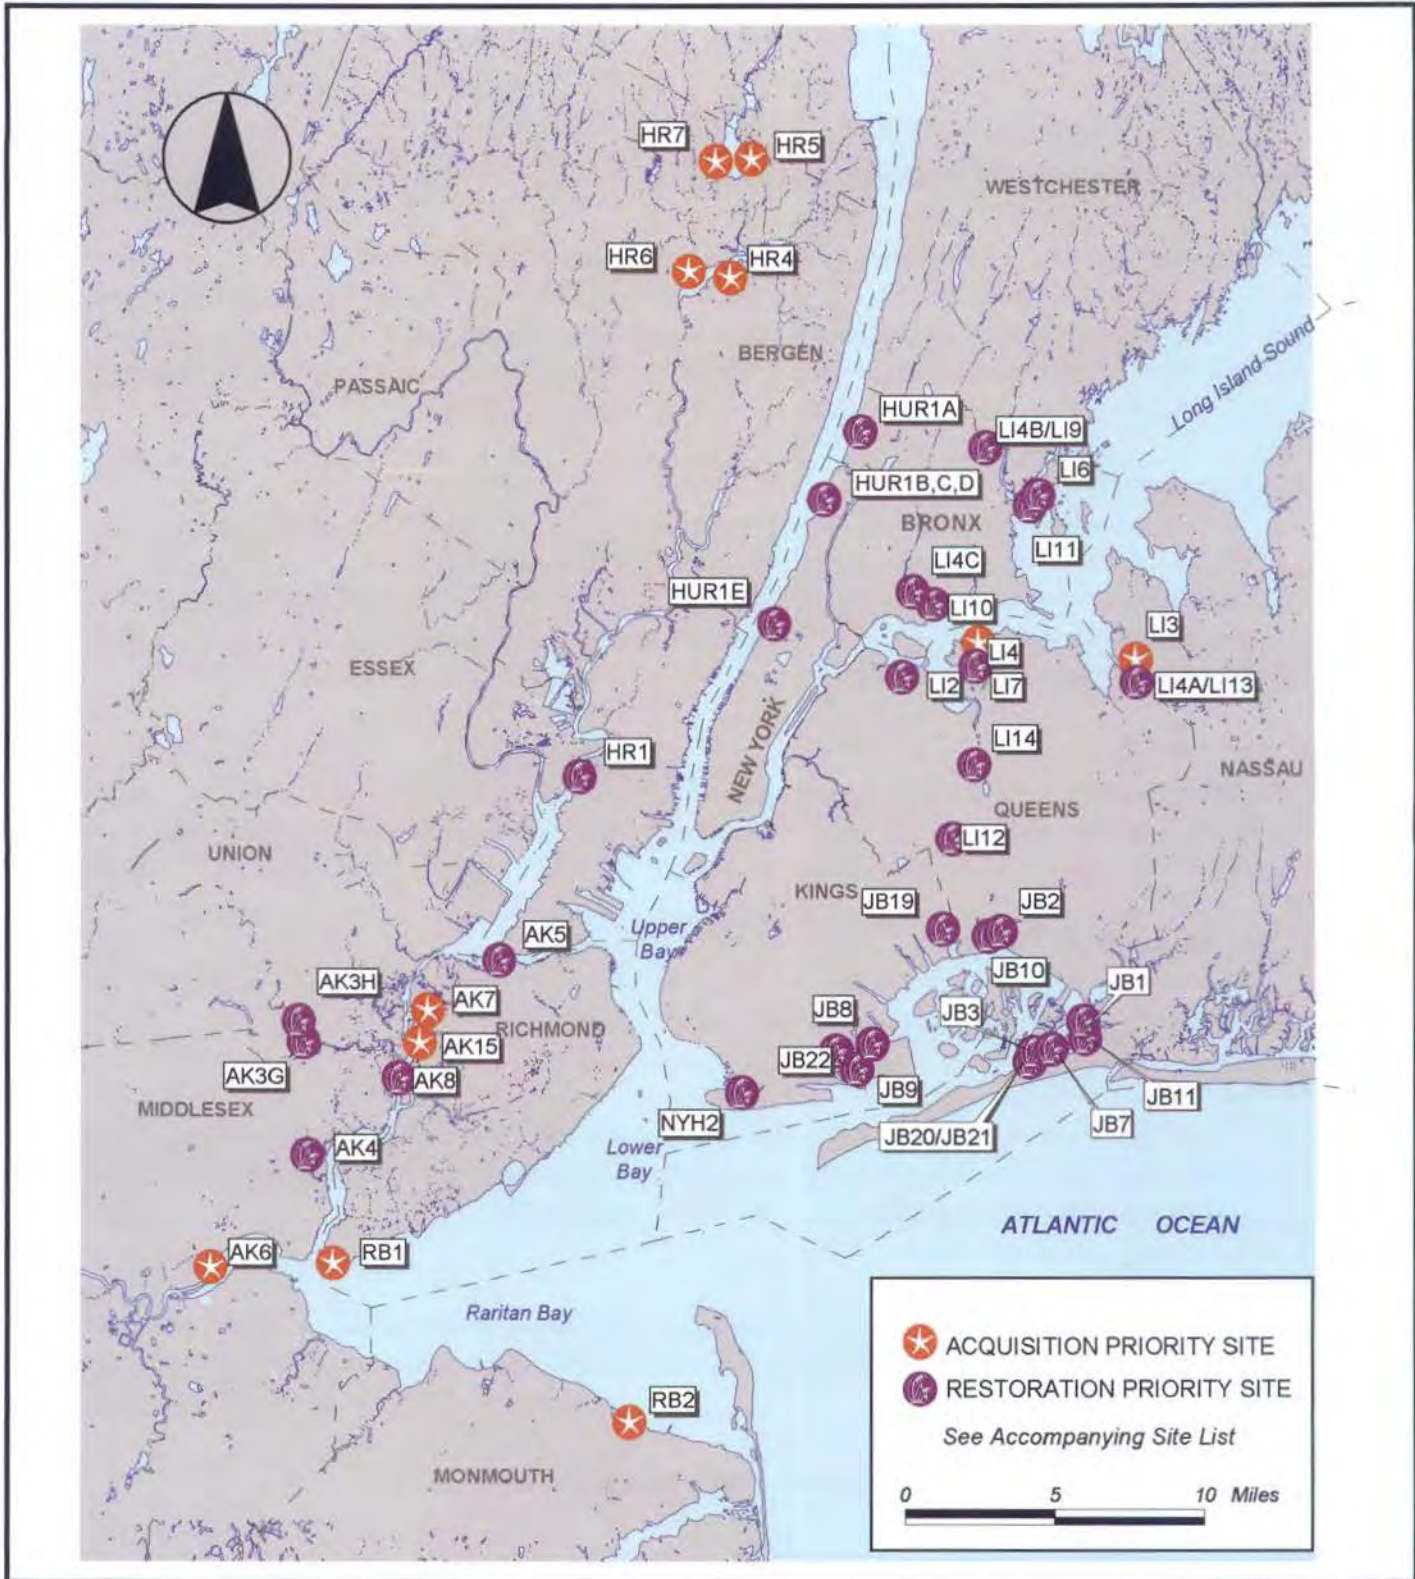 HR7
HR5
WESTCHESTER
HR6
HR4
BERGEN
PASSAIC
Long Island Sound
HUR1A
LI4B/LI9
LI6
HUR1B,C,D
BRONX
LI11
LI4C
HUR1E
LI10
LI3
LI4
ESSEX
LI2
LI7
LI4A/LI13
NEW YORK
LI14
HR1
NASSAU
QUEENS
LI12
UNION
KINGS
JB19
JB2
Upper
Bay
AK5
JB10
AK3H
AK7
JB1
RICHMOND
JB8
JB3
AK15
JB22
AK3G
AK8
JB9
JB11
MIDDLESEX
NYH2
JB7
JB20/JB21
AK4
Lower
Bay
ATLANTIC OCEAN
AK6
RB1
Raritan Bay
RB2
MONMOUTH
ACQUISITION PRIORITY SITE
RESTORATION PRIORITY SITE
See Accompanying Site List
0 5 10 Miles